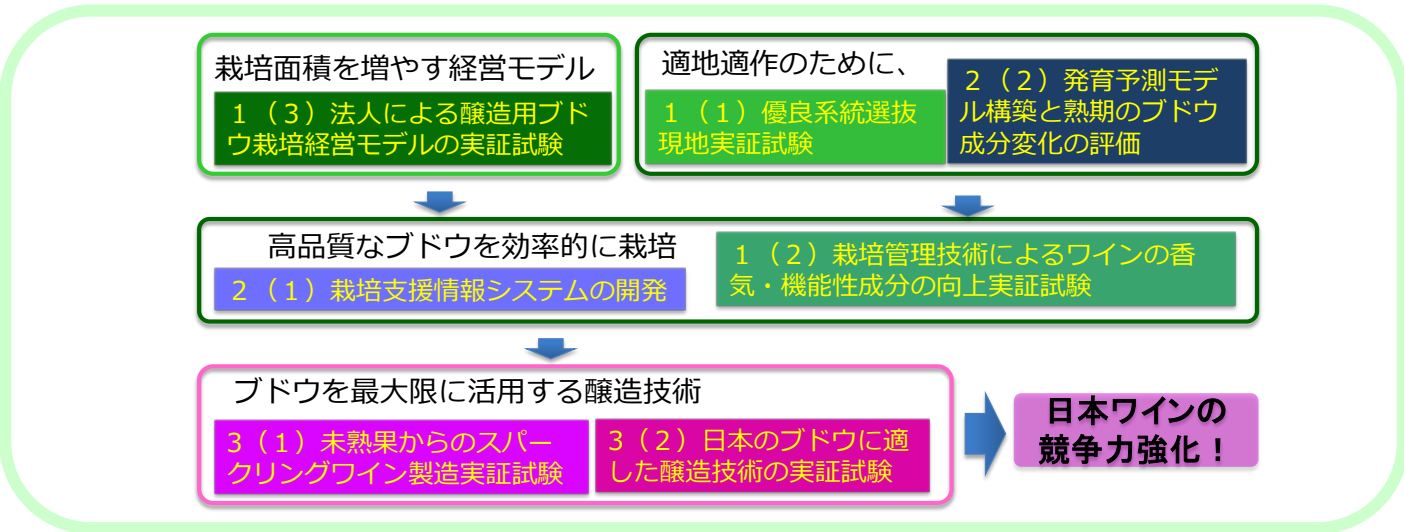 栽培面積を増やす経営モデル
１（３）法人による醸造用ブド
ウ栽培経営モデルの実証試験
適地適作のために、
１（１）優良系統選抜
現地実証試験
２（２）発育予測モデ
ル構築と熟期のブドウ
成分変化の評価
高品質なブドウを効率的に栽培
２（１）栽培支援情報システムの開発
１（２）栽培管理技術によるワインの香
気・機能性成分の向上実証試験
ブドウを最大限に活用する醸造技術
３（１）未熟果からのスパー
クリングワイン製造実証試験
３（２）日本のブドウに適
した醸造技術の実証試験
日本ワインの
競争力強化！